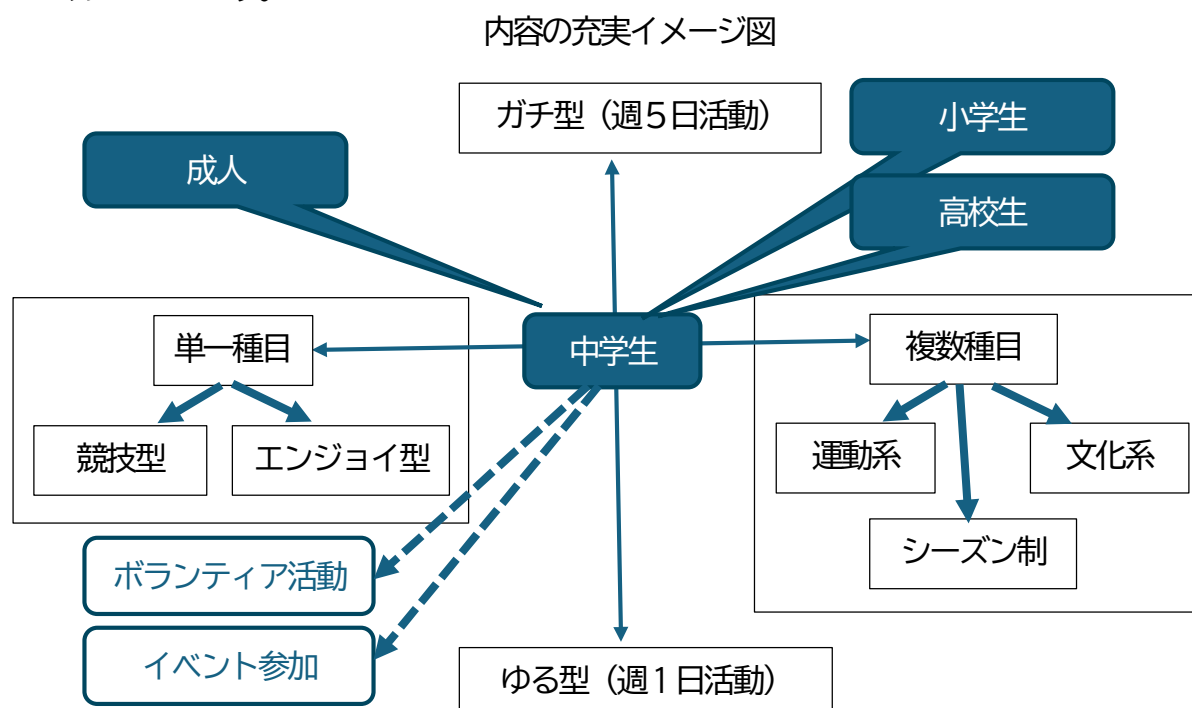 内容の充実イメージ図
ガチ型（週５日活動）
小学生
成人
高校生
単一種目
中学生
複数種目
競技型
エンジョイ型
運動系
文化系
シーズン制
ボランティア活動
イベント参加
ゆる型（週１日活動）